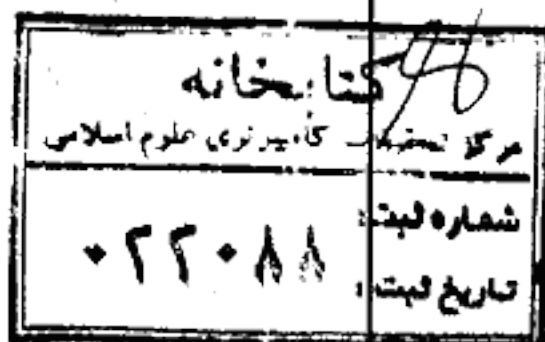 کتابخانه
مرکز تحقیقات کامپیوتری علوم اسلامی
شماره ثبت:
۰۲۲۰۸۸
تاریخ ثبت: